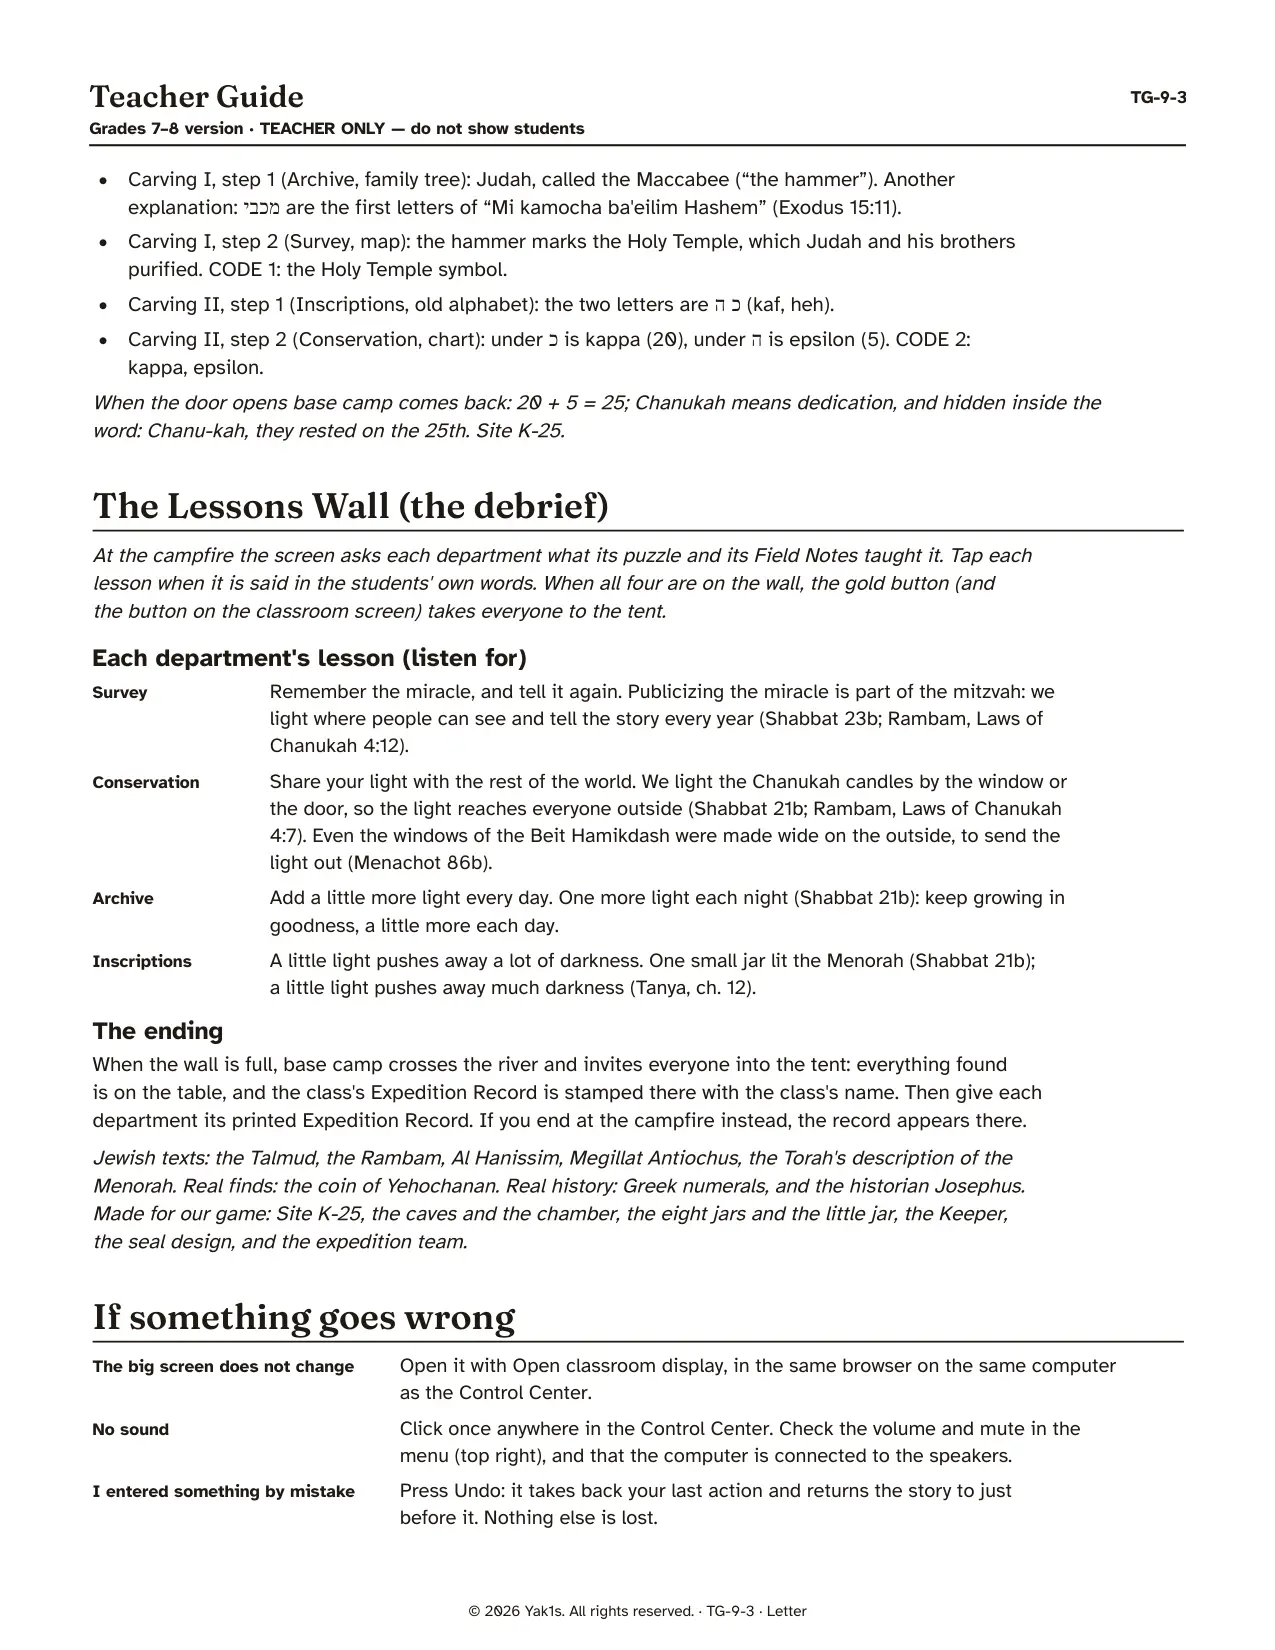 Teacher Guide
TG-9-3
Grades 7–8 version · TEACHER ONLY — do not show students
• Carving I, step 1 (Archive, family tree): Judah, called the Maccabee (“the hammer”). Another
explanation: מכבי are the first letters of “Mi kamocha ba'eilim Hashem” (Exodus 15:11).
• Carving I, step 2 (Survey, map): the hammer marks the Holy Temple, which Judah and his brothers
purified. CODE 1: the Holy Temple symbol.
• Carving II, step 1 (Inscriptions, old alphabet): the two letters are כ ה (kaf, heh).
• Carving II, step 2 (Conservation, chart): under כ is kappa (20), under ה is epsilon (5). CODE 2:
kappa, epsilon.
When the door opens base camp comes back: 20 + 5 = 25; Chanukah means dedication, and hidden inside the
word: Chanu-kah, they rested on the 25th. Site K-25.
The Lessons Wall (the debrief)
At the campfire the screen asks each department what its puzzle and its Field Notes taught it. Tap each
lesson when it is said in the students' own words. When all four are on the wall, the gold button (and
the button on the classroom screen) takes everyone to the tent.
Each department's lesson (listen for)
Survey Remember the miracle, and tell it again. Publicizing the miracle is part of the mitzvah: we
light where people can see and tell the story every year (Shabbat 23b; Rambam, Laws of
Chanukah 4:12).
Conservation Share your light with the rest of the world. We light the Chanukah candles by the window or
the door, so the light reaches everyone outside (Shabbat 21b; Rambam, Laws of Chanukah
4:7). Even the windows of the Beit Hamikdash were made wide on the outside, to send the
light out (Menachot 86b).
Archive Add a little more light every day. One more light each night (Shabbat 21b): keep growing in
goodness, a little more each day.
Inscriptions A little light pushes away a lot of darkness. One small jar lit the Menorah (Shabbat 21b);
a little light pushes away much darkness (Tanya, ch. 12).
The ending
When the wall is full, base camp crosses the river and invites everyone into the tent: everything found
is on the table, and the class's Expedition Record is stamped there with the class's name. Then give each
department its printed Expedition Record. If you end at the campfire instead, the record appears there.
Jewish texts: the Talmud, the Rambam, Al Hanissim, Megillat Antiochus, the Torah's description of the
Menorah. Real finds: the coin of Yehochanan. Real history: Greek numerals, and the historian Josephus.
Made for our game: Site K-25, the caves and the chamber, the eight jars and the little jar, the Keeper,
the seal design, and the expedition team.
If something goes wrong
The big screen does not change Open it with Open classroom display, in the same browser on the same computer
as the Control Center.
No sound Click once anywhere in the Control Center. Check the volume and mute in the
menu (top right), and that the computer is connected to the speakers.
I entered something by mistake Press Undo: it takes back your last action and returns the story to just
before it. Nothing else is lost.
© 2026 Yak1s. All rights reserved. · TG-9-3 · Letter